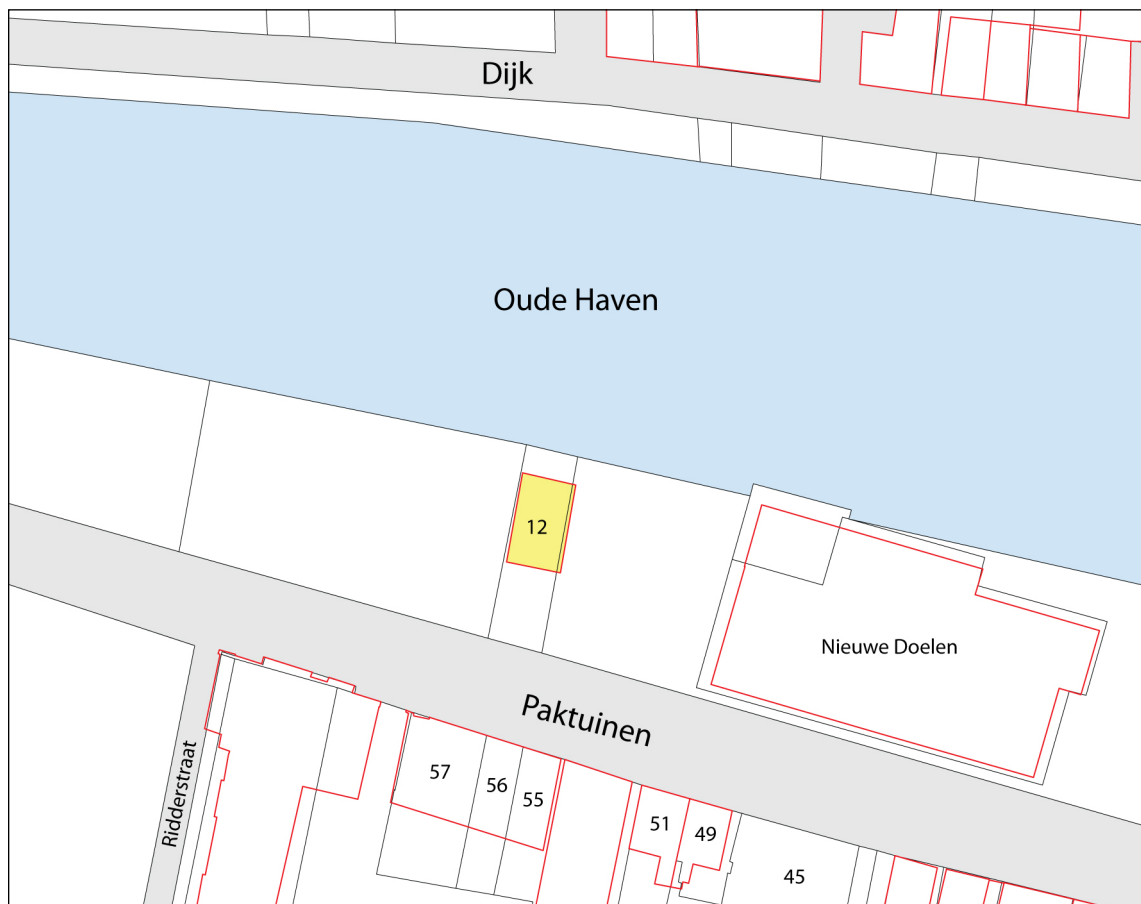 Dijk
Oude Haven
12
Nieuwe Doelen
Paktuinen
Ridderstraat
57
56
55
51
49
45